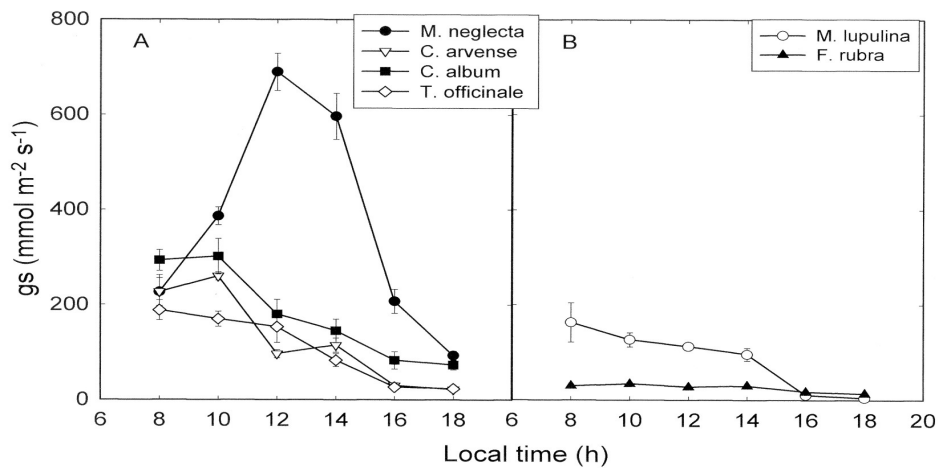 A
M. neglecta
C. arvense
C. album
T. officinale
B
M. lupulina
F. rubra
gs (mmol m-2 s-1)
800
600
400
200
0
6 8 10 12 14 16 18 6 8 10 12 14 16 18 20
Local time (h)